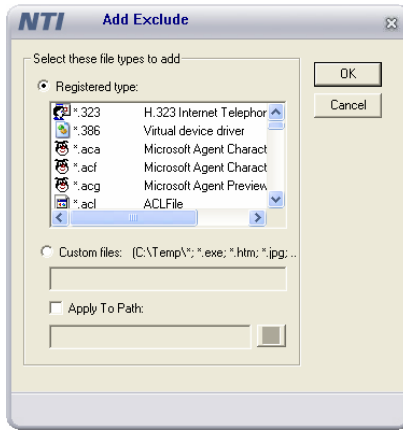 NTI Add Exclude
Select these file types to add
OK
Cancel
Registered type:
*.323 H.323 Internet Telephor
*.386 Virtual device driver
*.aca Microsoft Agent Charact
*.acf Microsoft Agent Charact
*.acg Microsoft Agent Preview
*.acl ACLFile
Custom files: (C:\Temp\*; *.exe; *.htm; *.jpg; ..
Apply To Path: